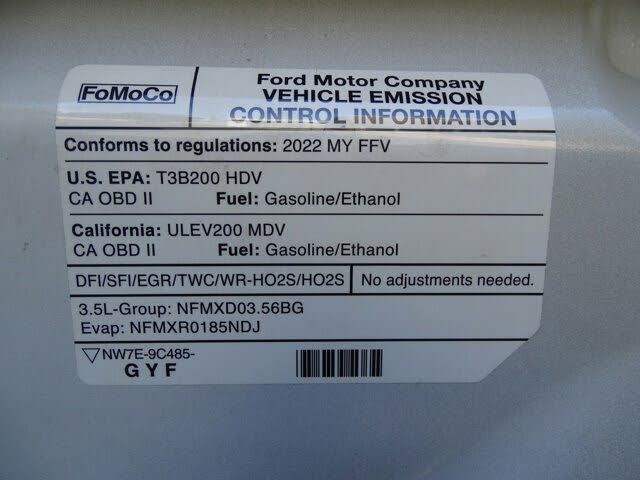 FoMoCo
Ford Motor Company
VEHICLE EMISSION
CONTROL INFORMATION
Conforms to regulations: 2022 MY FFV
U.S. EPA: T3B200 HDV
CA OBD II Fuel: Gasoline/Ethanol
California: ULEV200 MDV
CA OBD II Fuel: Gasoline/Ethanol
DFI/SFI/EGR/TWC/WR-HO2S/HO2S No adjustments needed.
3.5L-Group: NFMXD03.56BG
Evap: NFMXR0185NDJ
▽NW7E-9C485-
GYF